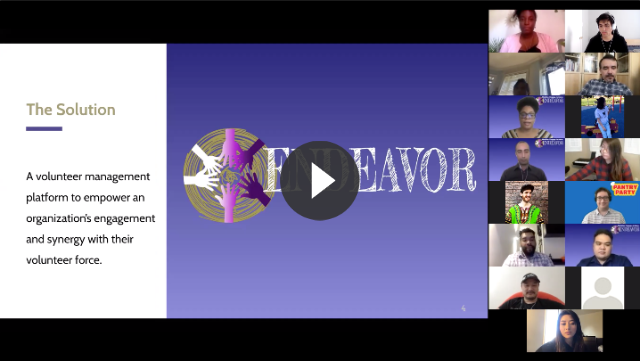 The Solution
A volunteer management
platform to empower an
organization's engagement
and synergy with their
volunteer force.
ENDEAVOR
4
PANTRY
PARTY